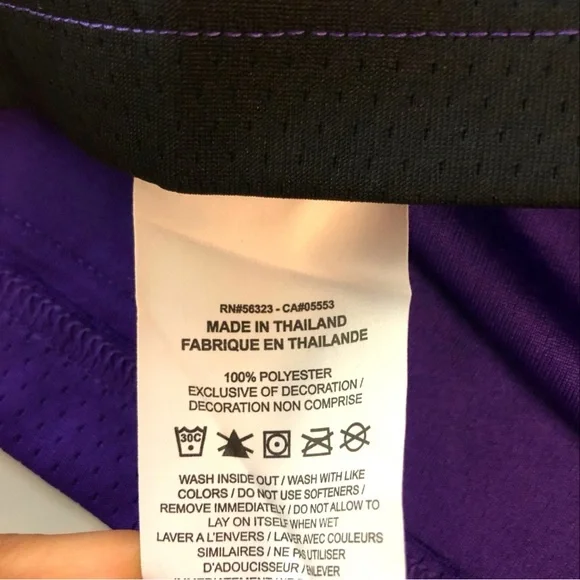 RN#56323 - CA#05553
MADE IN THAILAND
FABRIQUE EN THAILANDE
100% POLYESTER
EXCLUSIVE OF DECORATION /
DECORATION NON COMPRISE
30C
WASH INSIDE OUT / WASH WITH LIKE
COLORS / DO NOT USE SOFTENERS /
REMOVE IMMEDIATELY / DO NOT ALLOW TO
LAY ON ITSELF WHEN WET
LAVER A L'ENVERS / LAVER AVEC COULEURS
SIMILAIRES / NE PAS UTILISER
D'ADOUCISSEUR / ENLEVER